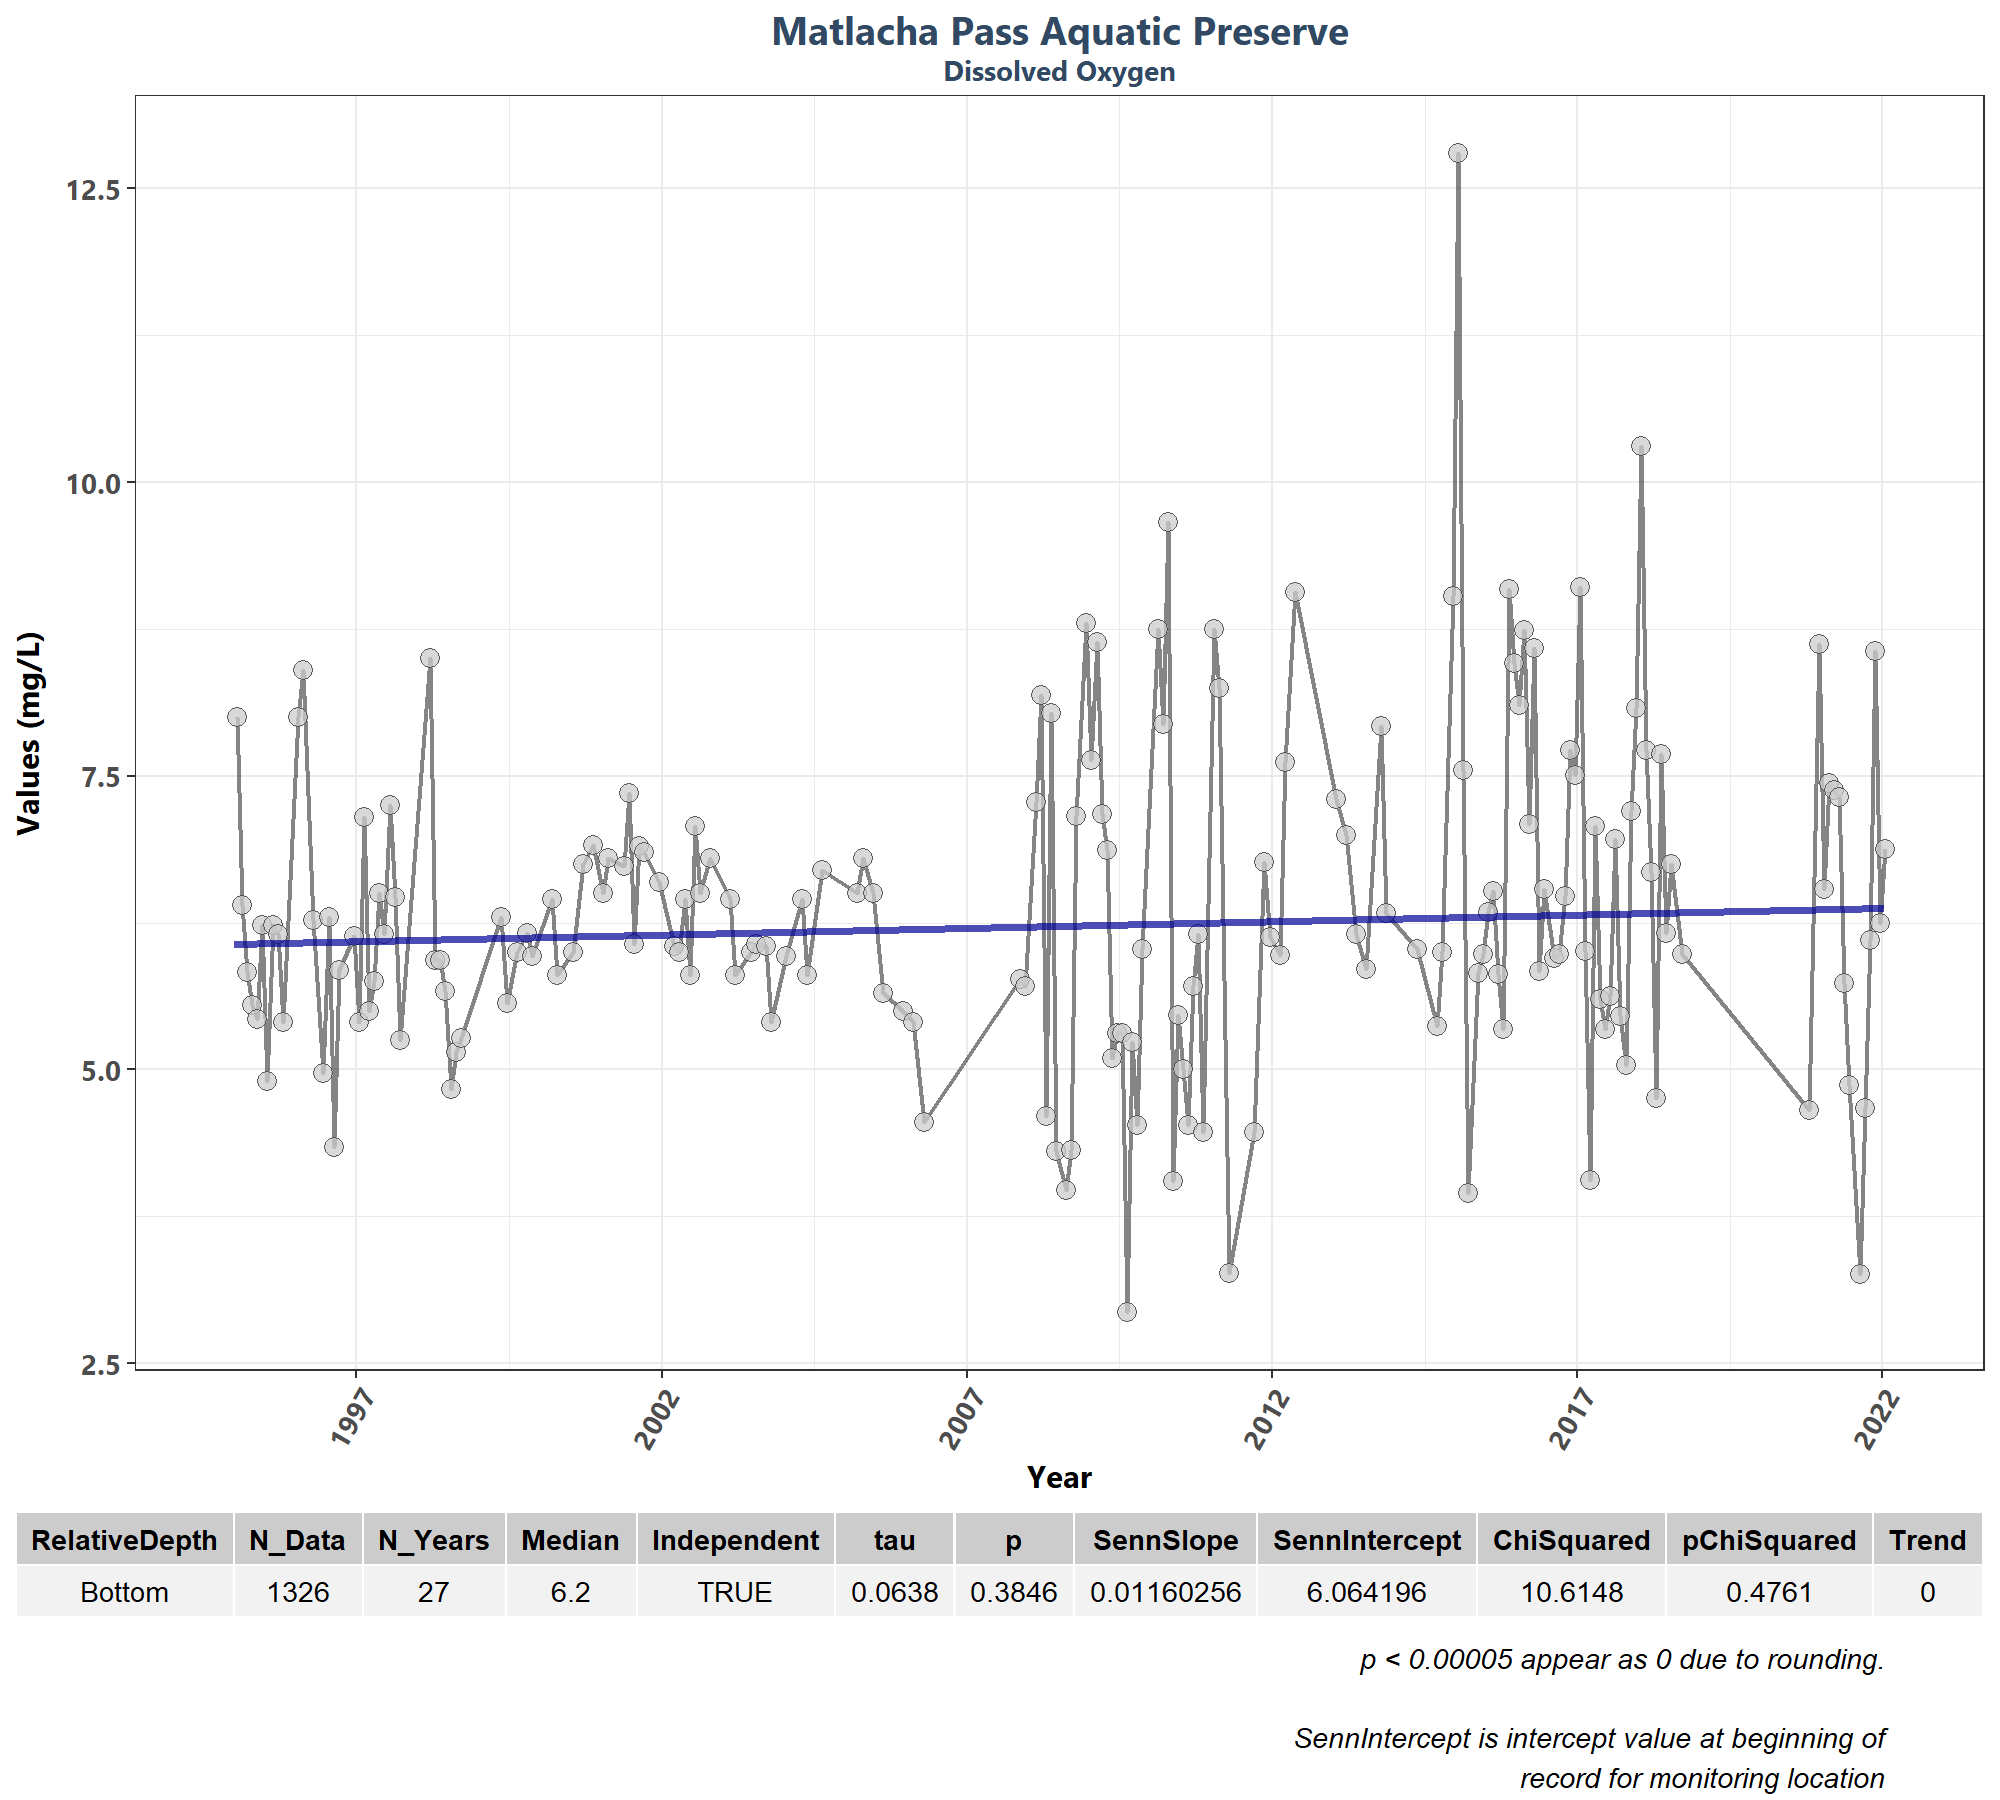 Matlacha Pass Aquatic Preserve
Dissolved Oxygen
Values (mg/L)
12.5
10.0
7.5
5.0
2.5
1997 2002 2007 2012 2017 2022
Year
RelativeDepth N_Data N_Years Median Independent tau p SennSlope SennIntercept ChiSquared pChiSquared Trend
Bottom 1326 27 6.2 TRUE 0.0638 0.3846 0.01160256 6.064196 10.6148 0.4761 0
p < 0.00005 appear as 0 due to rounding.
SennIntercept is intercept value at beginning of
record for monitoring location